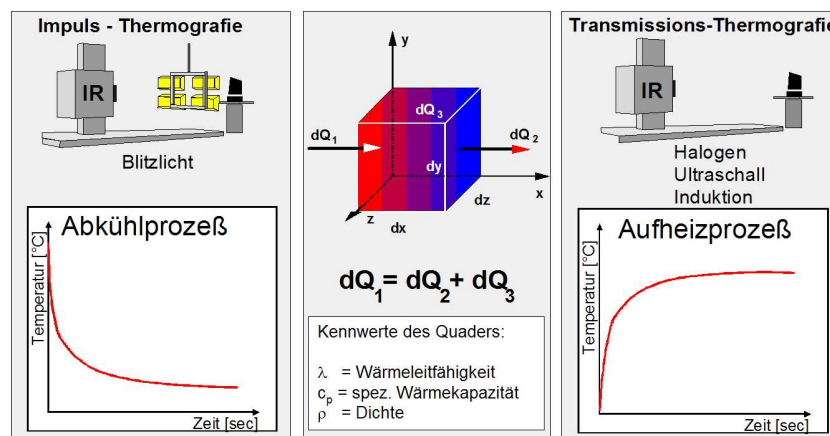 Impuls - Thermografie
IR
Blitzlicht
Abkühlprozeß
Temperatur [°C]
Zeit [sec]
y
dQ3
dQ1
dQ2
dy
x
z
dx
dz
dQ1= dQ2+ dQ3
Kennwerte des Quaders:
λ = Wärmeleitfähigkeit
cp = spez. Wärmekapazität
ρ = Dichte
Transmissions-Thermografie
IR
Halogen
Ultraschall
Induktion
Aufheizprozeß
Temperatur [°C]
Zeit [sec]